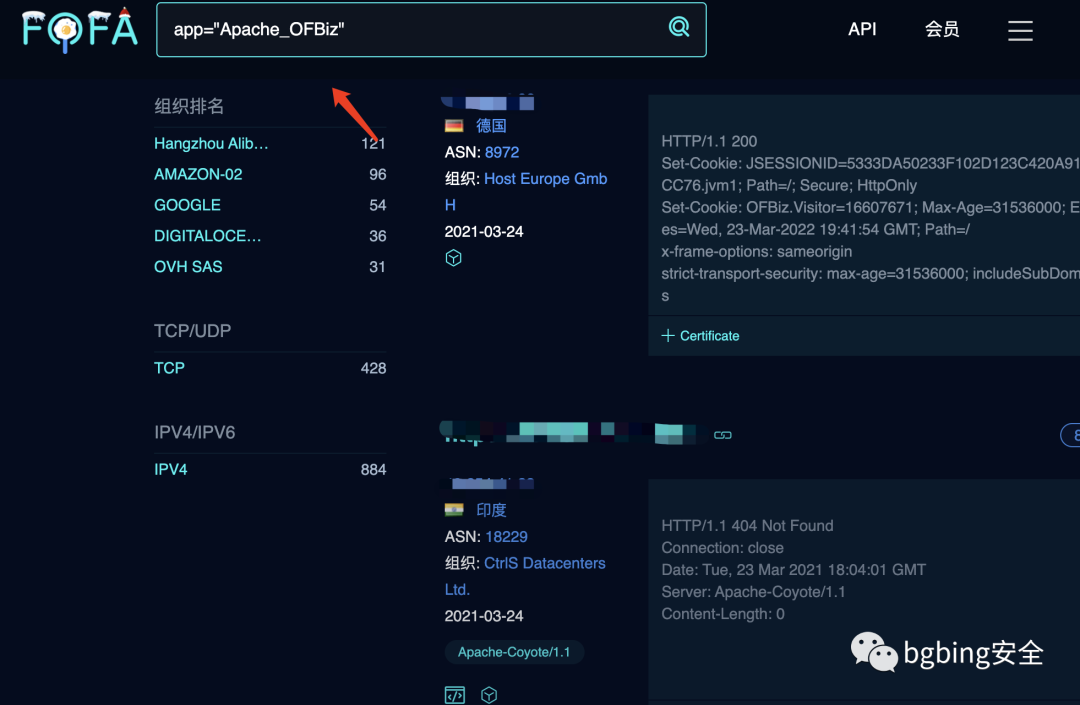 FOFA
app="Apache_OFBiz"
API
会员
组织排名
Hangzhou Alib... 121
AMAZON-02 96
GOOGLE 54
DIGITALOCE... 36
OVH SAS 31
TCP/UDP
TCP 428
IPV4/IPV6
IPV4 884
德国
ASN: 8972
组织: Host Europe Gmb
H
2021-03-24
HTTP/1.1 200
Set-Cookie: JSESSIONID=5333DA50233F102D123C420A91
CC76.jvm1; Path=/; Secure; HttpOnly
Set-Cookie: OFBiz.Visitor=16607671; Max-Age=31536000; E
es=Wed, 23-Mar-2022 19:41:54 GMT; Path=/
x-frame-options: sameorigin
strict-transport-security: max-age=31536000; includeSubDom
s
+ Certificate
8
印度
ASN: 18229
组织: CtrlS Datacenters
Ltd.
2021-03-24
Apache-Coyote/1.1
HTTP/1.1 404 Not Found
Connection: close
Date: Tue, 23 Mar 2021 18:04:01 GMT
Server: Apache-Coyote/1.1
Content-Length: 0
bgbing安全